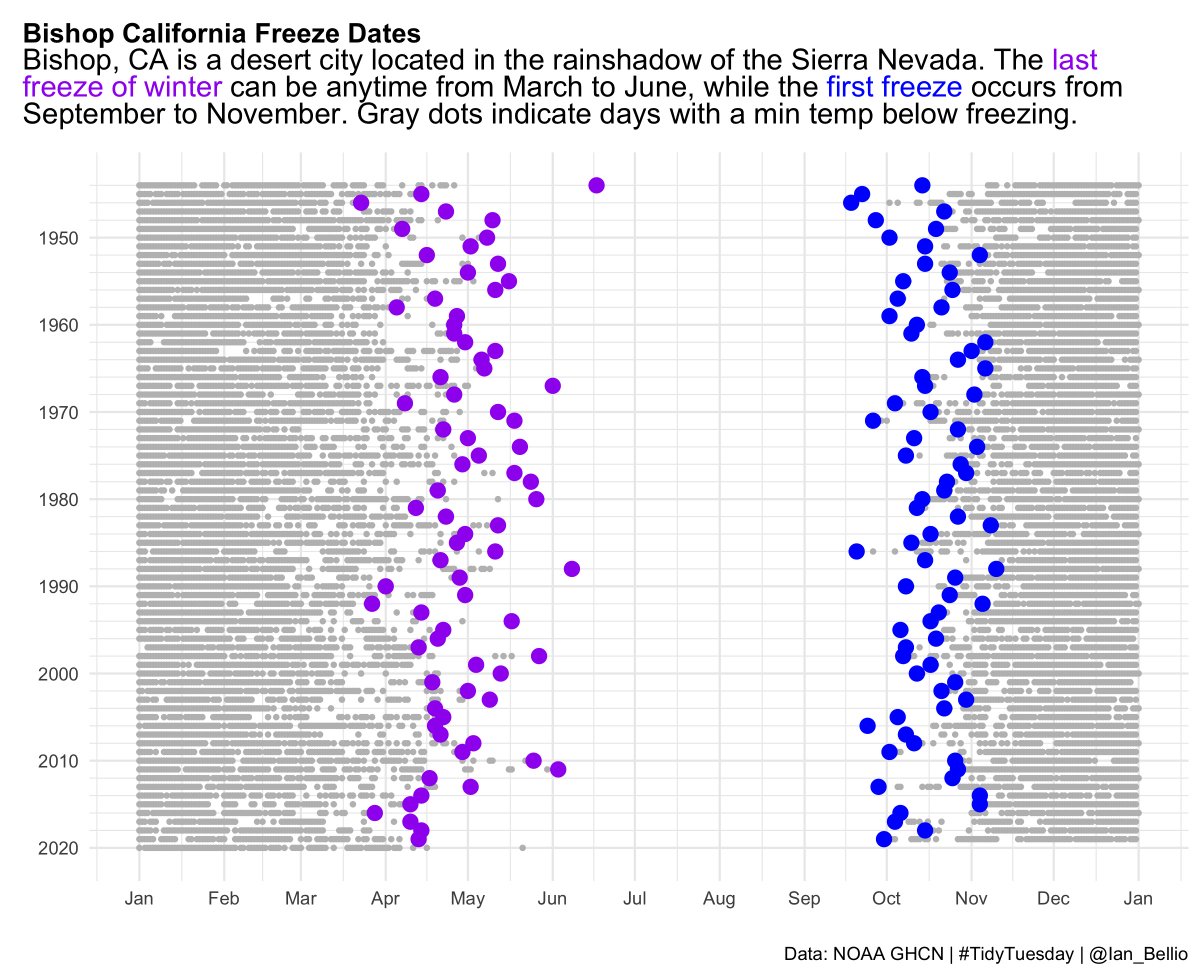 Bishop California Freeze Dates
Bishop, CA is a desert city located in the rainshadow of the Sierra Nevada. The last
freeze of winter can be anytime from March to June, while the first freeze occurs from
September to November. Gray dots indicate days with a min temp below freezing.
1950
1960
1970
1980
1990
2000
2010
2020
Jan Feb Mar Apr May Jun Jul Aug Sep Oct Nov Dec Jan
Data: NOAA GHCN | #TidyTuesday | @Ian_Bellio